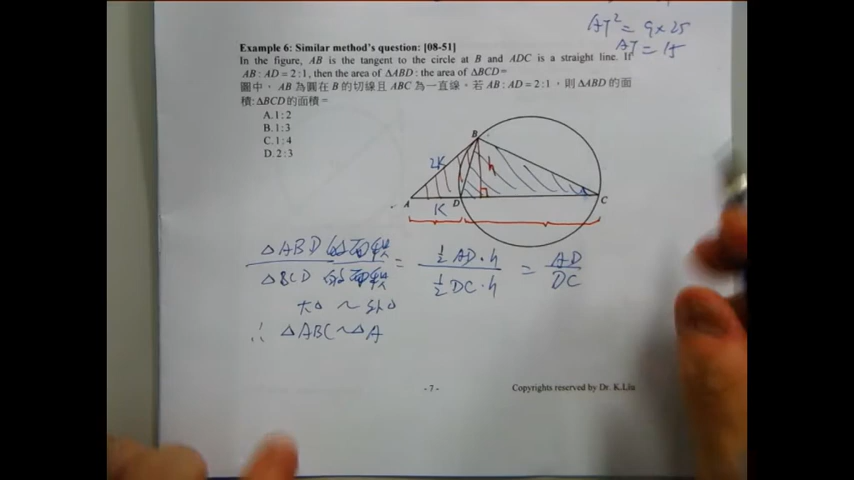 AT² = 9 × 25
AT = 15
Example 6: Similar method's question: [08-51]
In the figure, AB is the tangent to the circle at B and ADC is a straight line. If
AB : AD = 2 : 1, then the area of ΔABD : the area of ΔBCD=
圖中, AB 為圓在 B 的切線且 ABC 為一直線,若 AB : AD = 2 : 1 ,則 ΔABD 的面
積:ΔBCD的面積 =
A. 1 : 2
B. 1 : 3
C. 1 : 4
D. 2 : 3
B
2K
h
A
K
D
C
ΔABD 的面積 / ΔBCD 的面積 = ½ AD · h / ½ DC · h = AD / DC
大Δ ~ 外Δ
∴ ΔABC ~ ΔA
- 7 -
Copyrights reserved by Dr. K.Liu